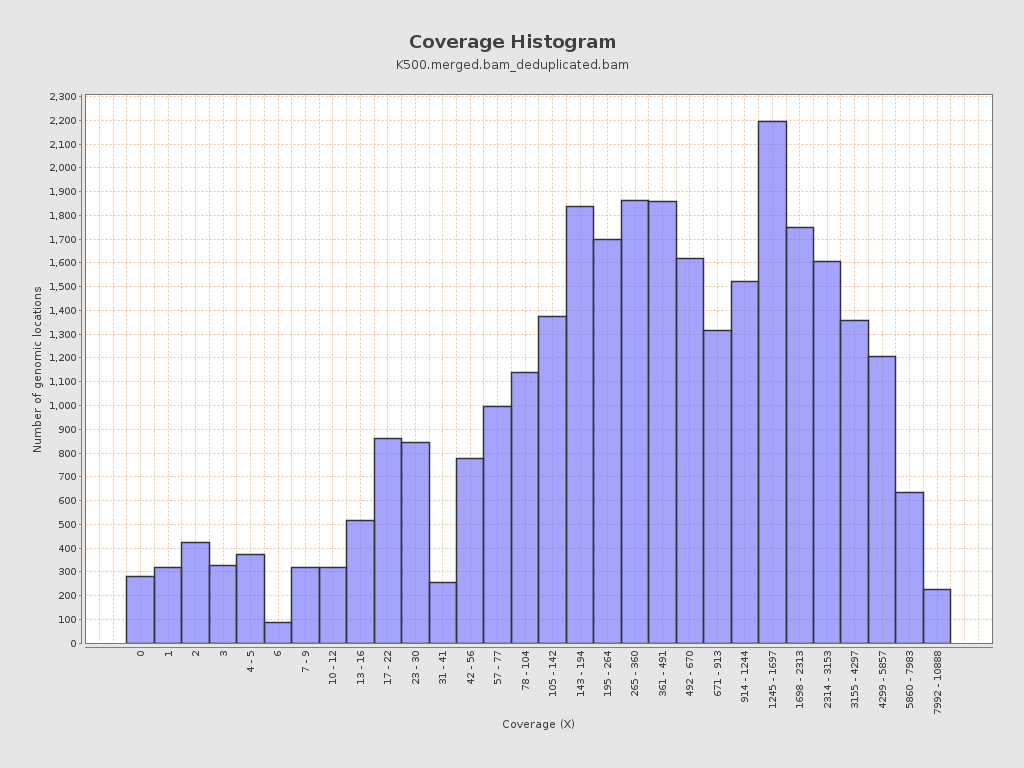 Coverage Histogram
K500.merged.bam_deduplicated.bam
Number of genomic locations
2,300
2,200
2,100
2,000
1,900
1,800
1,700
1,600
1,500
1,400
1,300
1,200
1,100
1,000
900
800
700
600
500
400
300
200
100
0
0
1
2
3
4 - 5
6
7 - 9
10 - 12
13 - 16
17 - 22
23 - 30
31 - 41
42 - 56
57 - 77
78 - 104
105 - 142
143 - 194
195 - 264
265 - 360
361 - 491
492 - 670
671 - 913
914 - 1244
1245 - 1697
1698 - 2313
2314 - 3153
3155 - 4297
4299 - 5857
5860 - 7983
7992 - 10888
Coverage (X)